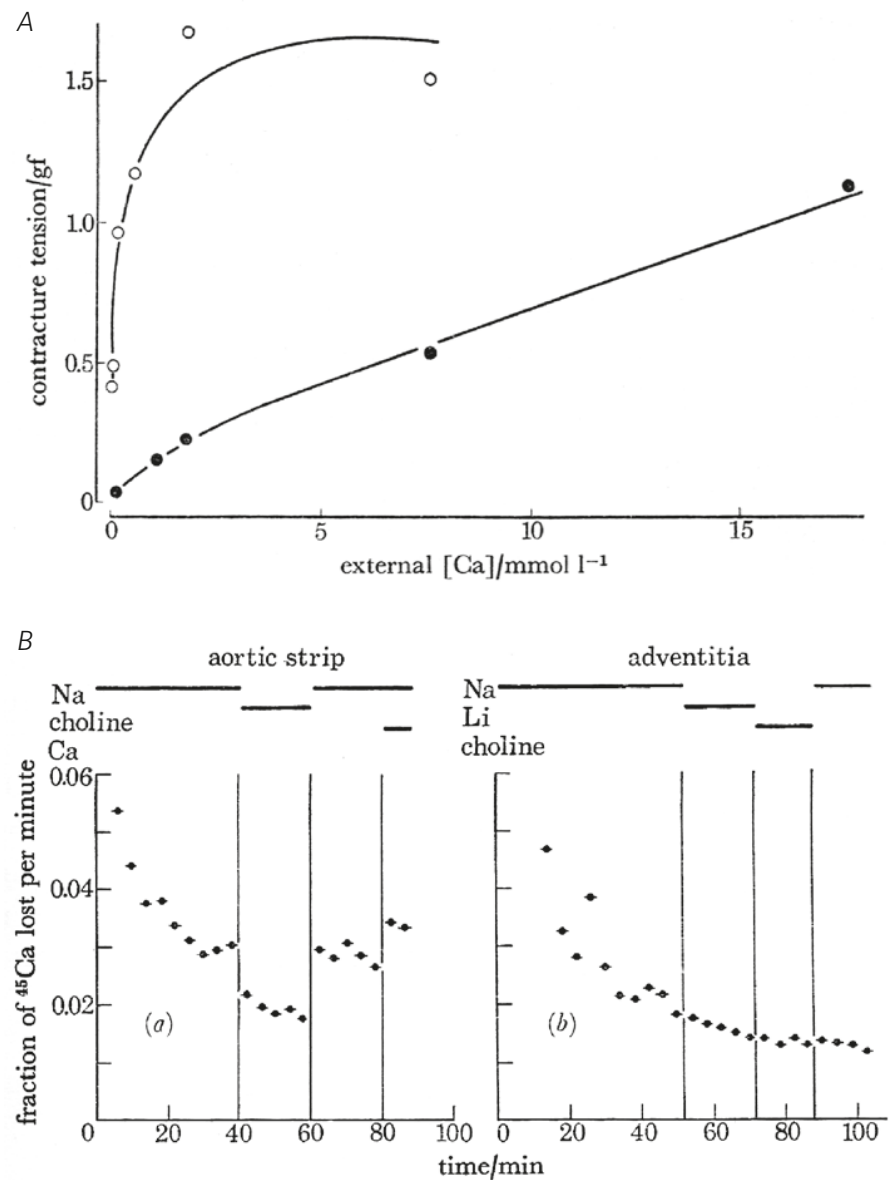 A
1.5
1.0
0.5
0
contracture tension/gf
0 5 10 15
external [Ca]/mmol l⁻¹
B
aortic strip
Na
choline
Ca
adventitia
Na
Li
choline
0.06
0.04
0.02
fraction of ⁴⁵Ca lost per minute
(a)
(b)
0 20 40 60 80 100
0 20 40 60 80 100
time/min